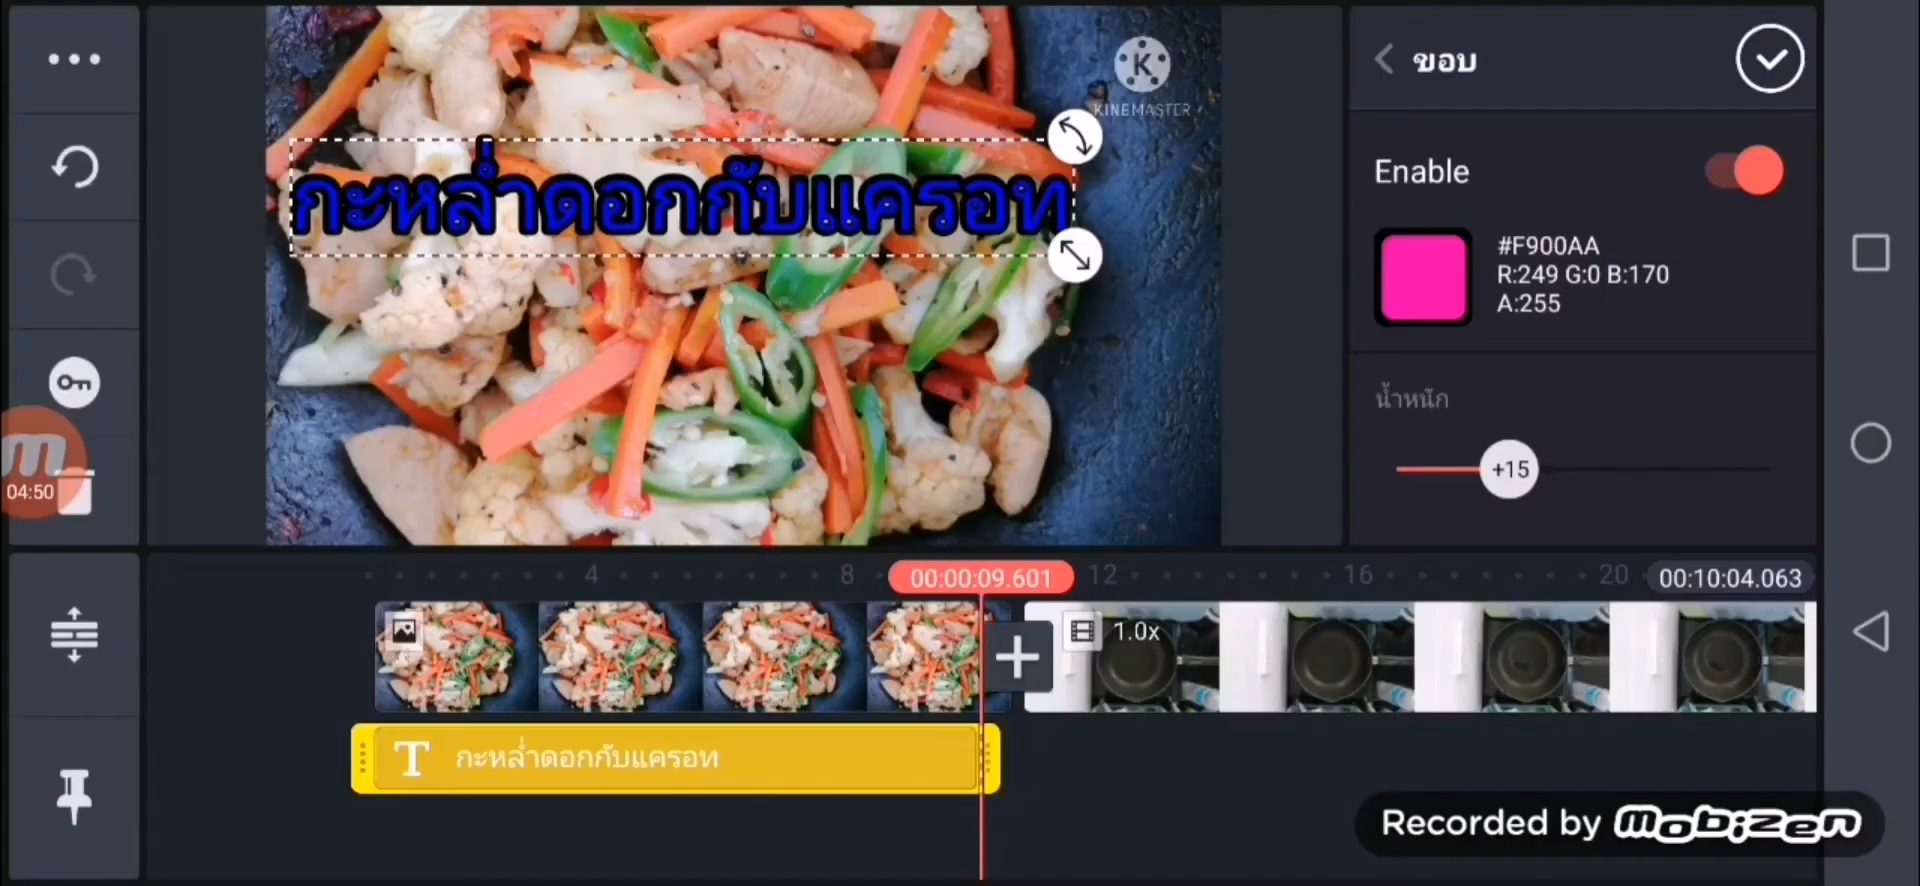 ขอบ
K
KINEMASTER
กะหล่ำดอกกับแครอท
Enable
#F900AA
R:249 G:0 B:170
A:255
น้ำหนัก
+15
m
04:50
4
8
00:00:09.601
12
16
20
00:10:04.063
1.0x
T กะหล่ำดอกกับแครอท
Recorded by mobizen